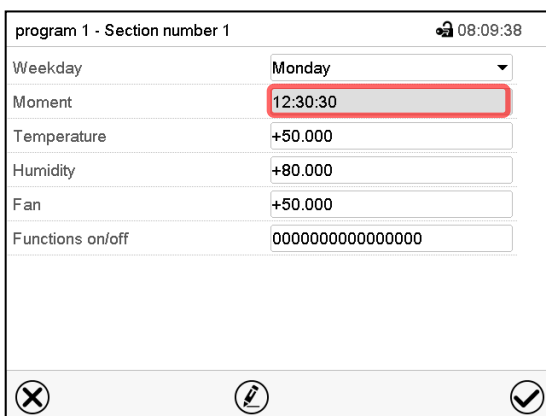 program 1 - Section number 1 08:09:38
Weekday Monday
Moment 12:30:30
Temperature +50.000
Humidity +80.000
Fan +50.000
Functions on/off 0000000000000000